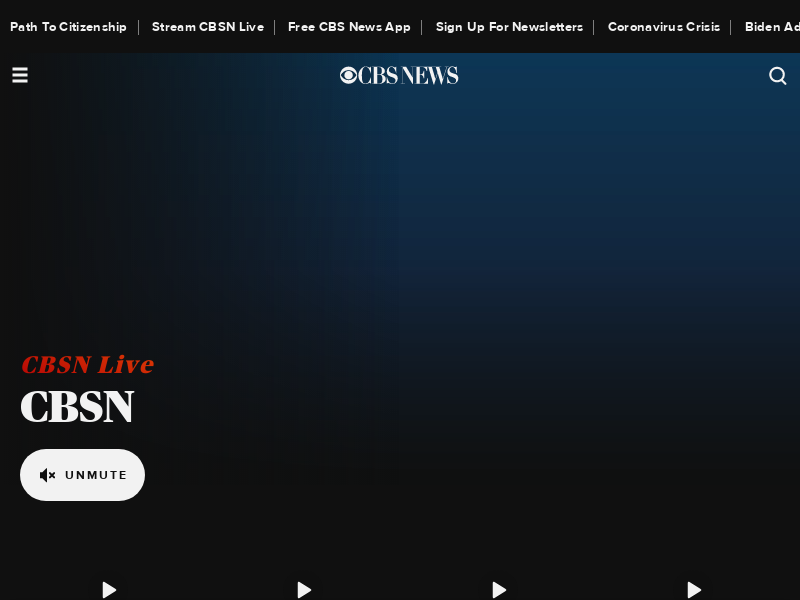 Path To Citizenship Stream CBSN Live Free CBS News App Sign Up For Newsletters Coronavirus Crisis Biden Ad
CBS NEWS
CBSN Live
CBSN
UNMUTE